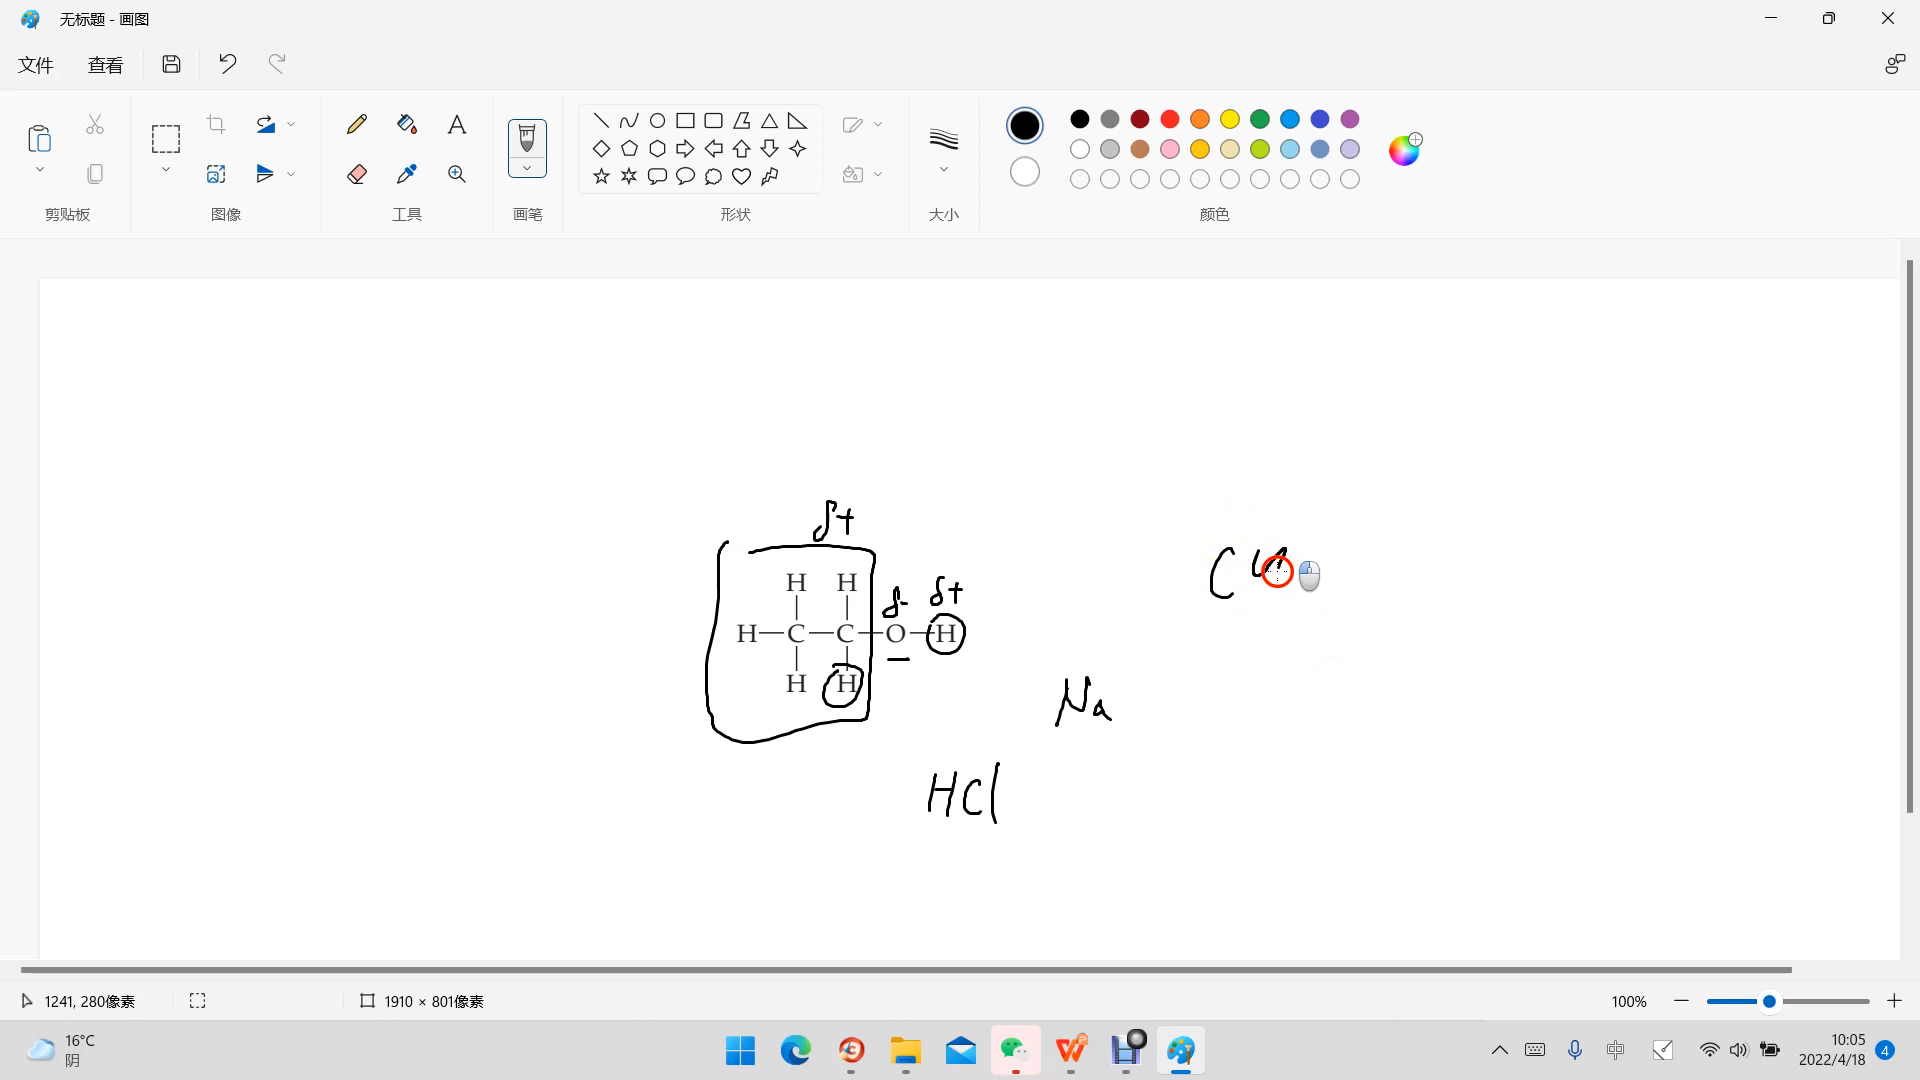 无标题 - 画图
文件 查看
剪贴板 图像 工具 画笔 形状 大小 颜色
δ+
H H δ- δ+
H—C—C—O—H
H H
C
Na
HCl
1241, 280像素 1910 × 801像素 100%
16°C
阴
中
10:05
2022/4/18 4